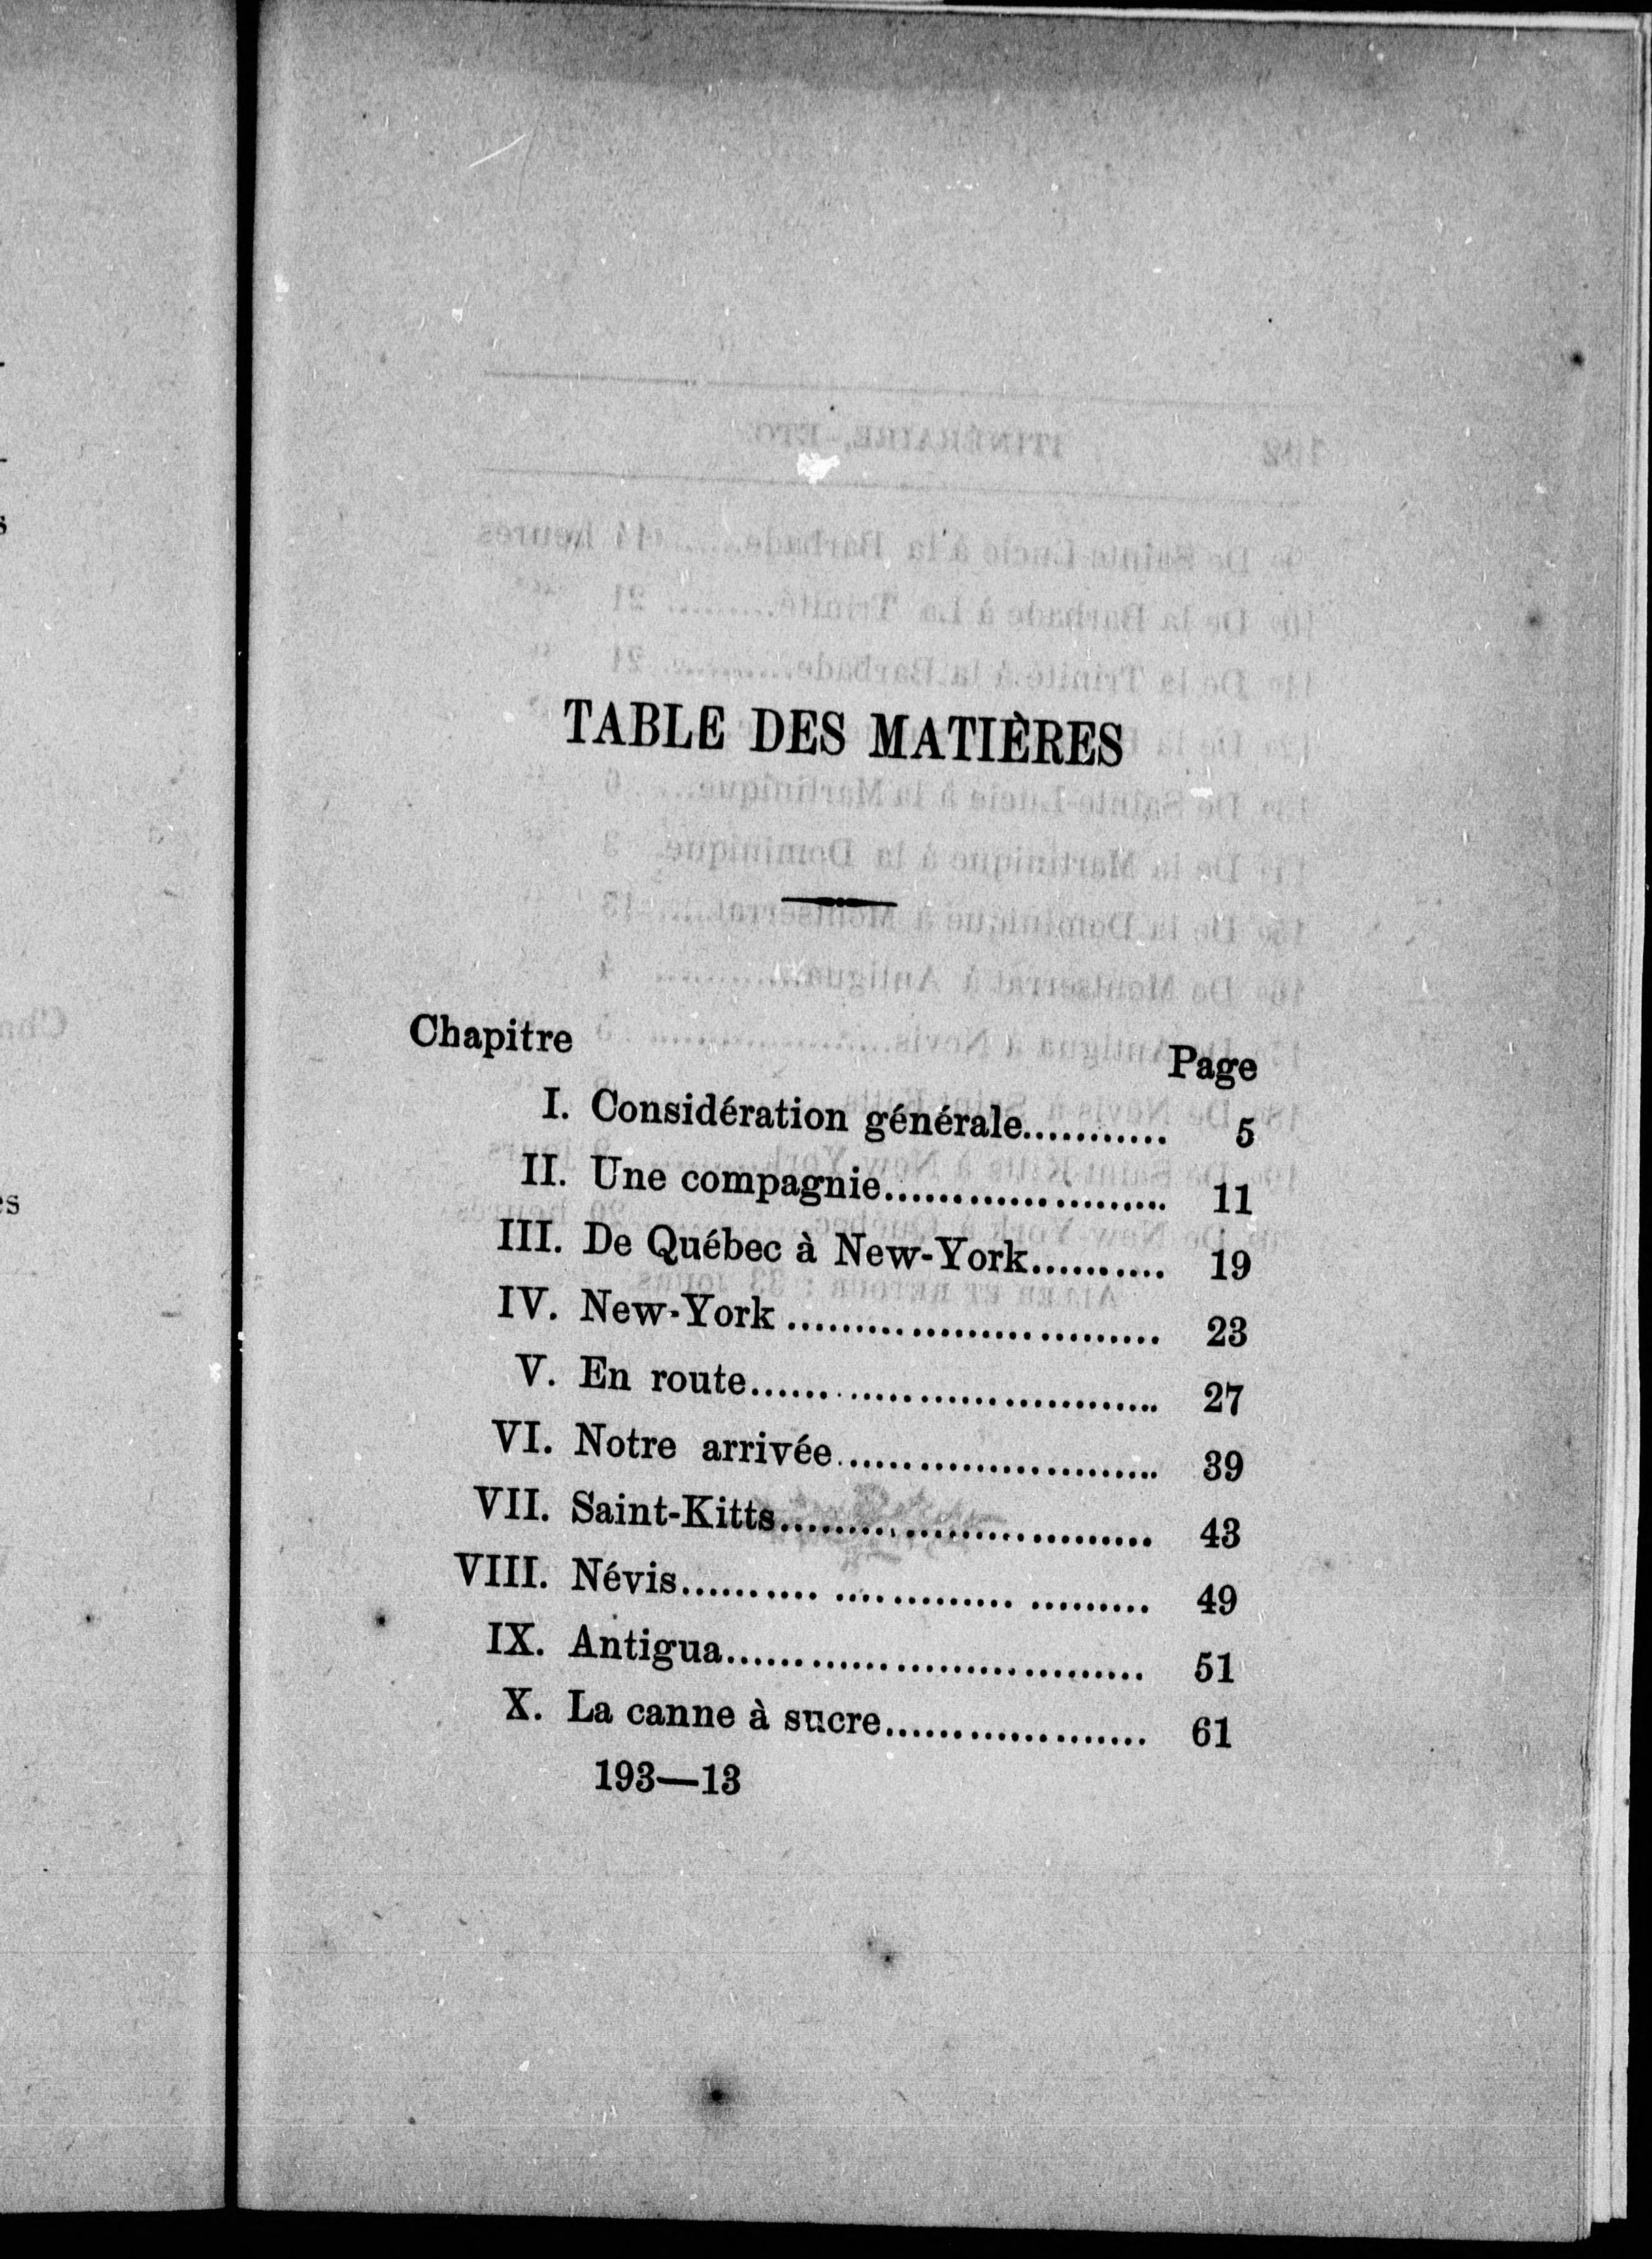 TABLE DES MATIÈRES
Chapitre Page
I. Considération générale........... 5
II. Une compagnie..................... 11
III. De Québec à New-York.......... 19
IV. New-York ............................ 23
V. En route.............................. 27
VI. Notre arrivée........................ 39
VII. Saint-Kitts............................ 43
VIII. Névis.......... ............. ......... 49
IX. Antigua............................... 51
X. La canne à sucre................... 61
193—13